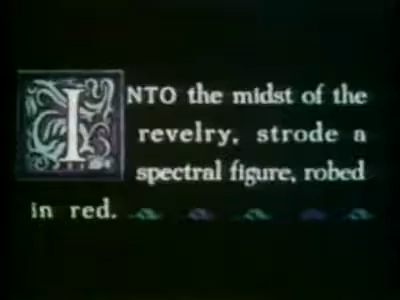 INTO the midst of the
revelry, strode a
spectral figure, robed
in red.